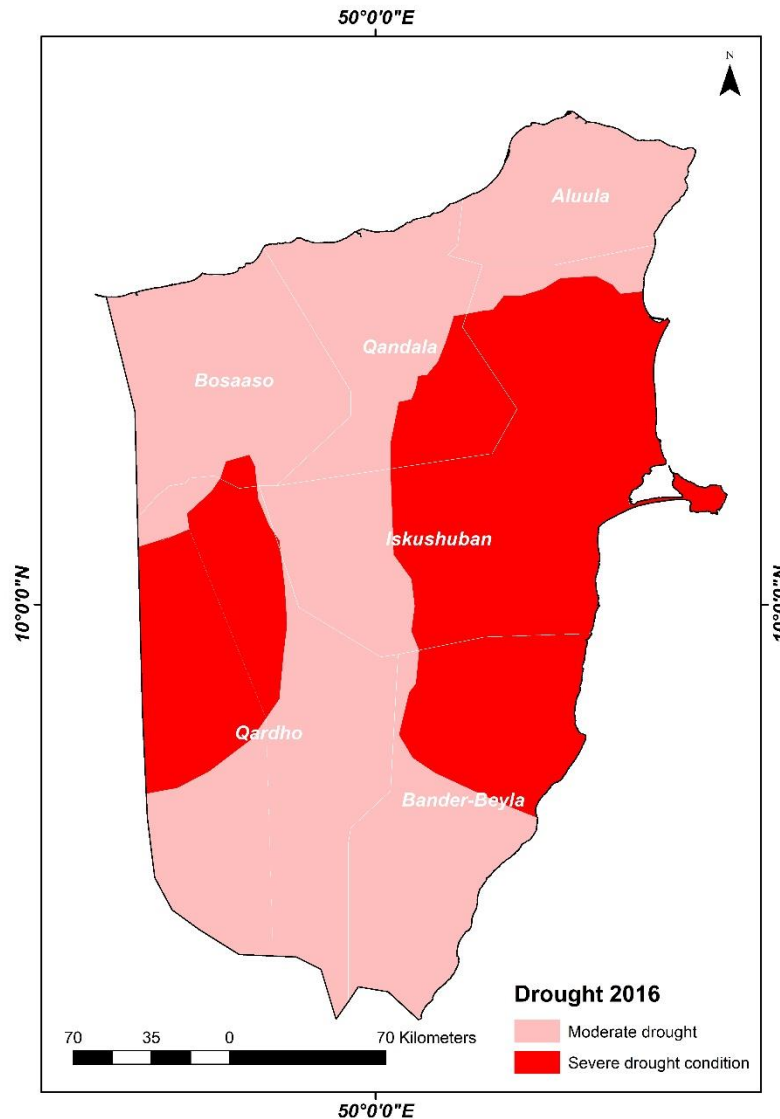 50°0'0"E
N
Aluula
Qandala
Bosaaso
Iskushuban
10°0'0"N
10°0'0"N
Qardho
Bander-Beyla
Drought 2016
Moderate drought
Severe drought condition
70 35 0 70 Kilometers
50°0'0"E